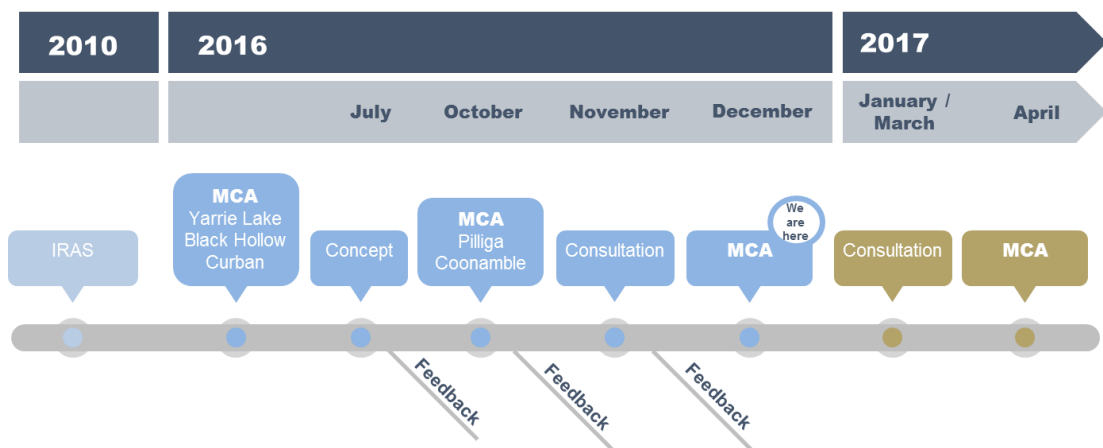 2010
2016
2017
July
October
November
December
January /
March
April
IRAS
MCA
Yarrie Lake
Black Hollow
Curban
Concept
MCA
Pilliga
Coonamble
Consultation
MCA
We
are
here
Consultation
MCA
Feedback
Feedback
Feedback